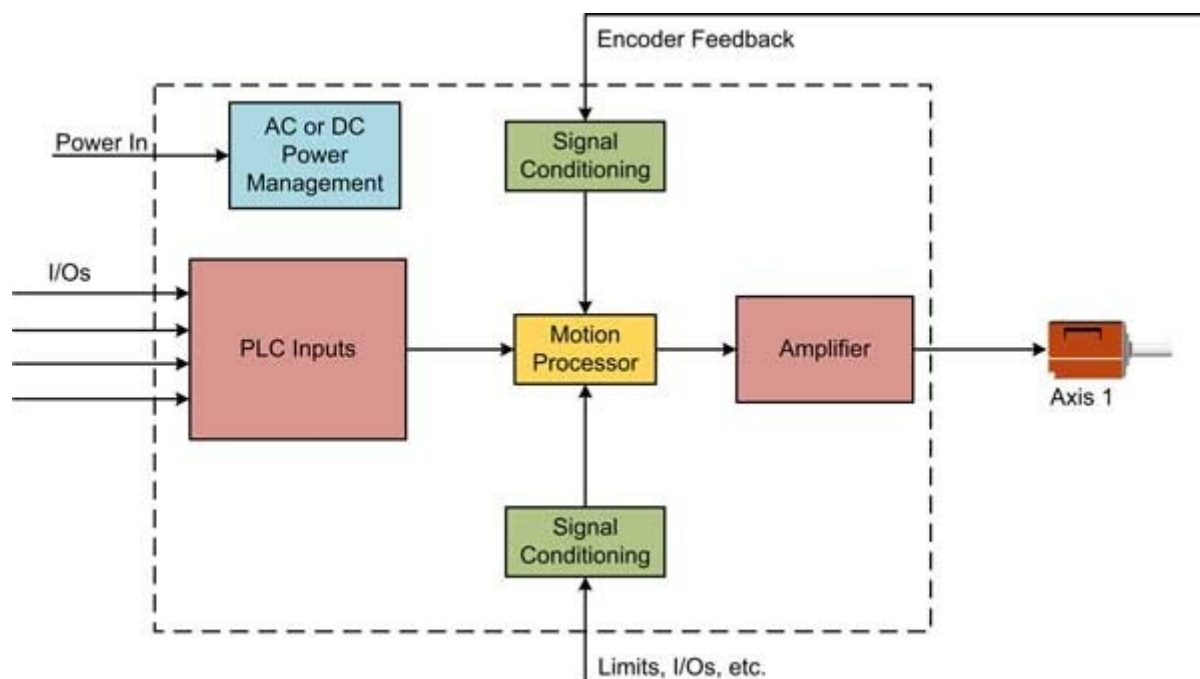 Encoder Feedback
Power In
AC or DC
Power
Management
Signal
Conditioning
I/Os
PLC Inputs
Motion
Processor
Amplifier
Axis 1
Signal
Conditioning
Limits, I/Os, etc.